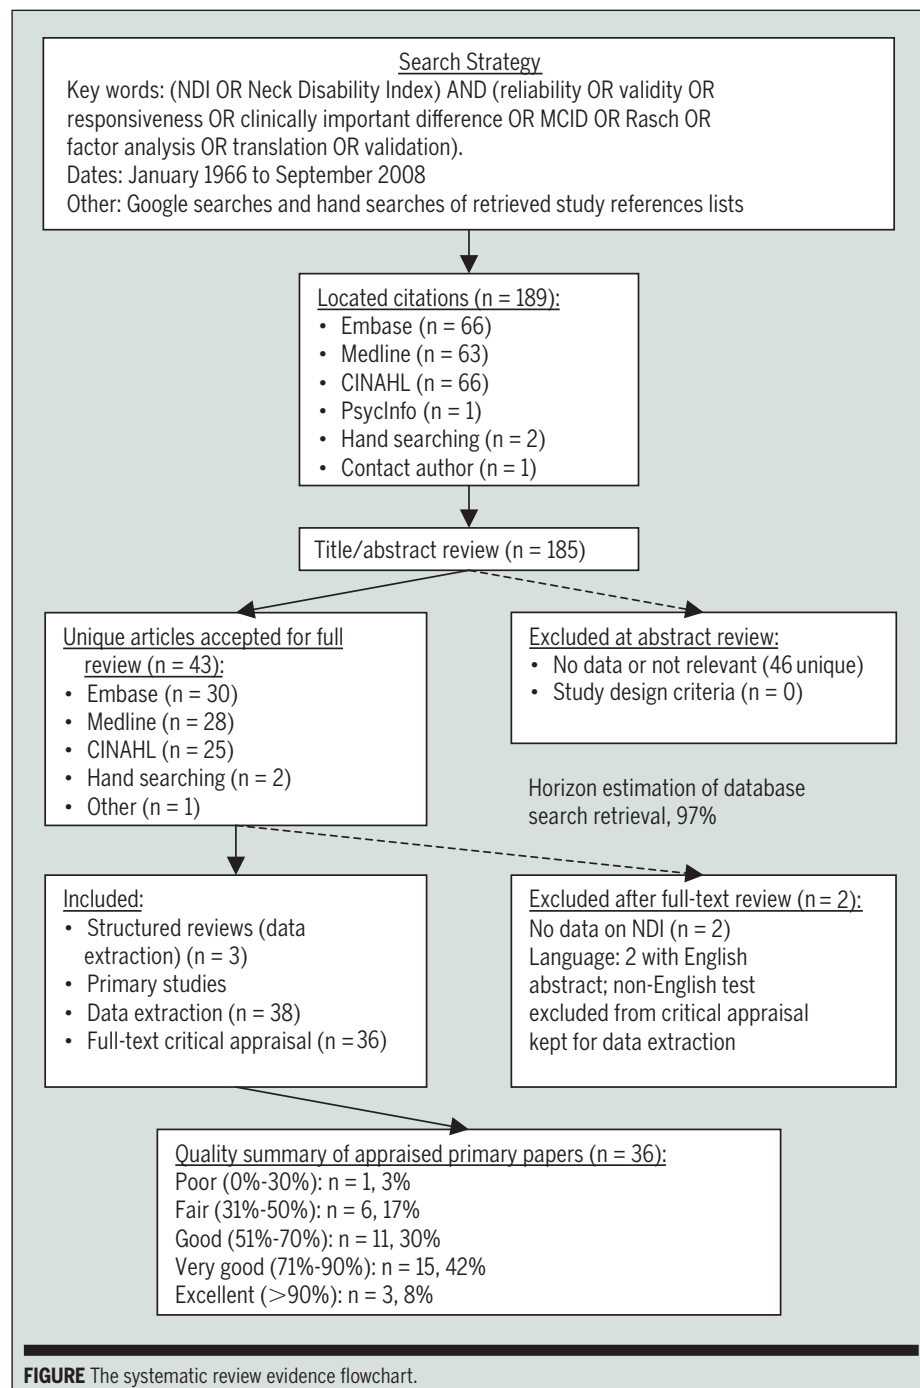 Search Strategy
Key words: (NDI OR Neck Disability Index) AND (reliability OR validity OR
responsiveness OR clinically important difference OR MCID OR Rasch OR
factor analysis OR translation OR validation).
Dates: January 1966 to September 2008
Other: Google searches and hand searches of retrieved study references lists
Located citations (n = 189):
• Embase (n = 66)
• Medline (n = 63)
• CINAHL (n = 66)
• PsycInfo (n = 1)
• Hand searching (n = 2)
• Contact author (n = 1)
Title/abstract review (n = 185)
Unique articles accepted for full
review (n = 43):
• Embase (n = 30)
• Medline (n = 28)
• CINAHL (n = 25)
• Hand searching (n = 2)
• Other (n = 1)
Excluded at abstract review:
• No data or not relevant (46 unique)
• Study design criteria (n = 0)
Horizon estimation of database
search retrieval, 97%
Included:
• Structured reviews (data
extraction) (n = 3)
• Primary studies
• Data extraction (n = 38)
• Full-text critical appraisal (n = 36)
Excluded after full-text review (n = 2):
No data on NDI (n = 2)
Language: 2 with English
abstract; non-English test
excluded from critical appraisal
kept for data extraction
Quality summary of appraised primary papers (n = 36):
Poor (0%-30%): n = 1, 3%
Fair (31%-50%): n = 6, 17%
Good (51%-70%): n = 11, 30%
Very good (71%-90%): n = 15, 42%
Excellent (>90%): n = 3, 8%
FIGURE The systematic review evidence flowchart.